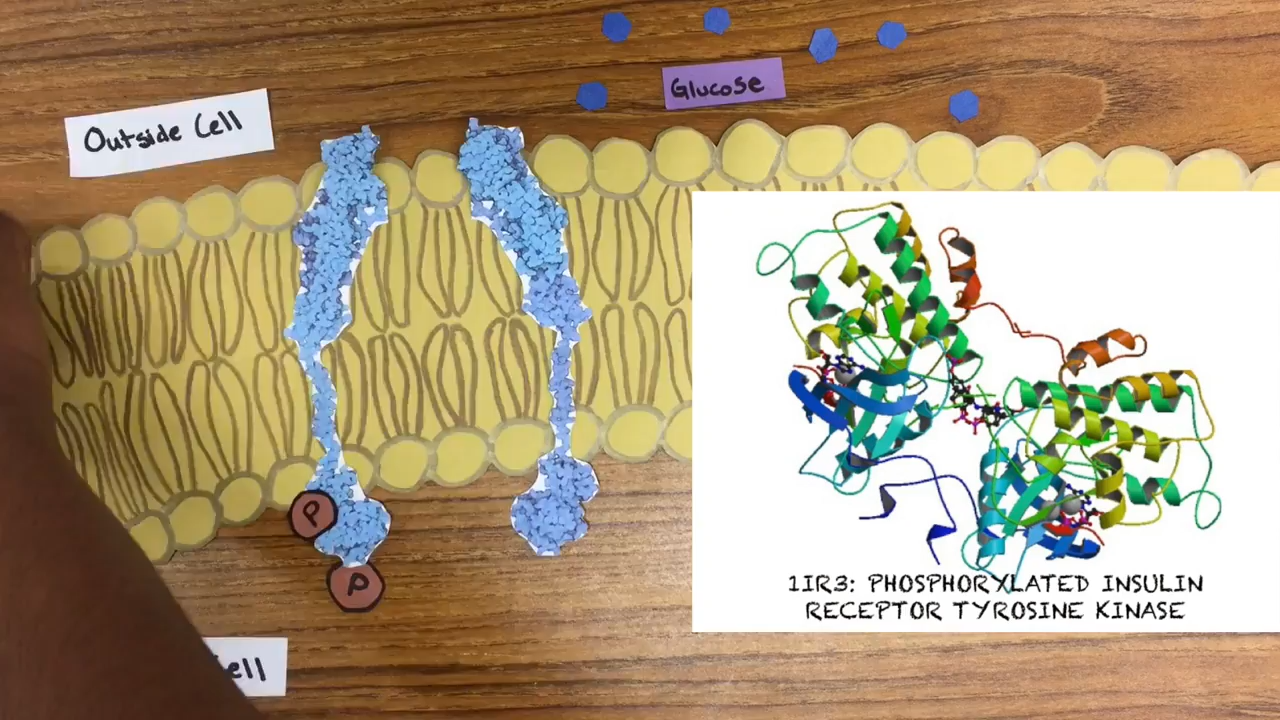 Glucose
Outside Cell
P
P
1IR3: PHOSPHORYLATED INSULIN
RECEPTOR TYROSINE KINASE
ell